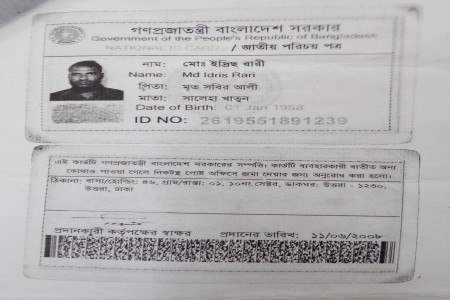 গণপ্রজাতন্ত্রী বাংলাদেশ সরকার
Government of the People's Republic of Bangladesh
NATIONAL ID CARD / জাতীয় পরিচয় পত্র
নাম: মোঃ ইদ্রিছ রারী
Name: Md Idris Rari
পিতা: মৃত সবির আলী
মাতা: সালেহা খাতুন
Date of Birth: 01 Jan 1958
ID NO: 2619551891239
এই কার্ডটি গণপ্রজাতন্ত্রী বাংলাদেশ সরকারের সম্পত্তি। কার্ডটি ব্যবহারকারী ব্যতীত অন্য
কোথাও পাওয়া গেলে নিকটস্থ পোষ্ট অফিসে জমা দেবার জন্য অনুরোধ করা হলো।
ঠিকানা: বাসা/হোল্ডিং: ৪৬, গ্রাম/রাস্তা: ০১, ১০নং সেক্টর, ডাকঘর: উত্তরা - ১২৩০,
উত্তরা, ঢাকা
প্রদানকারী কর্তৃপক্ষের স্বাক্ষর প্রদানের তারিখ: ১১/০৬/২০০৮